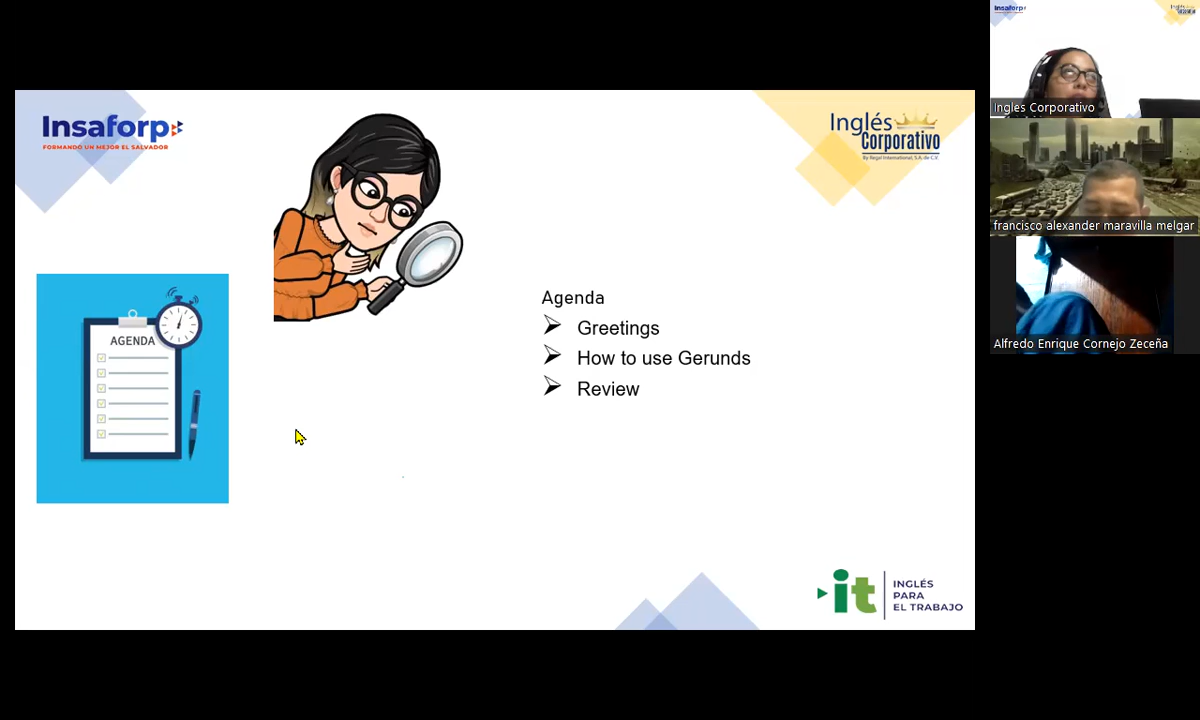 Insaforp
FORMANDO UN MEJOR EL SALVADOR
Inglés
Corporativo
By Regal International, S.A. de C.V.
AGENDA
Agenda
Greetings
How to use Gerunds
Review
it
INGLÉS
PARA
EL TRABAJO
Insaforp
Ingles Corporativo
francisco alexander maravilla melgar
Alfredo Enrique Cornejo Zeceña